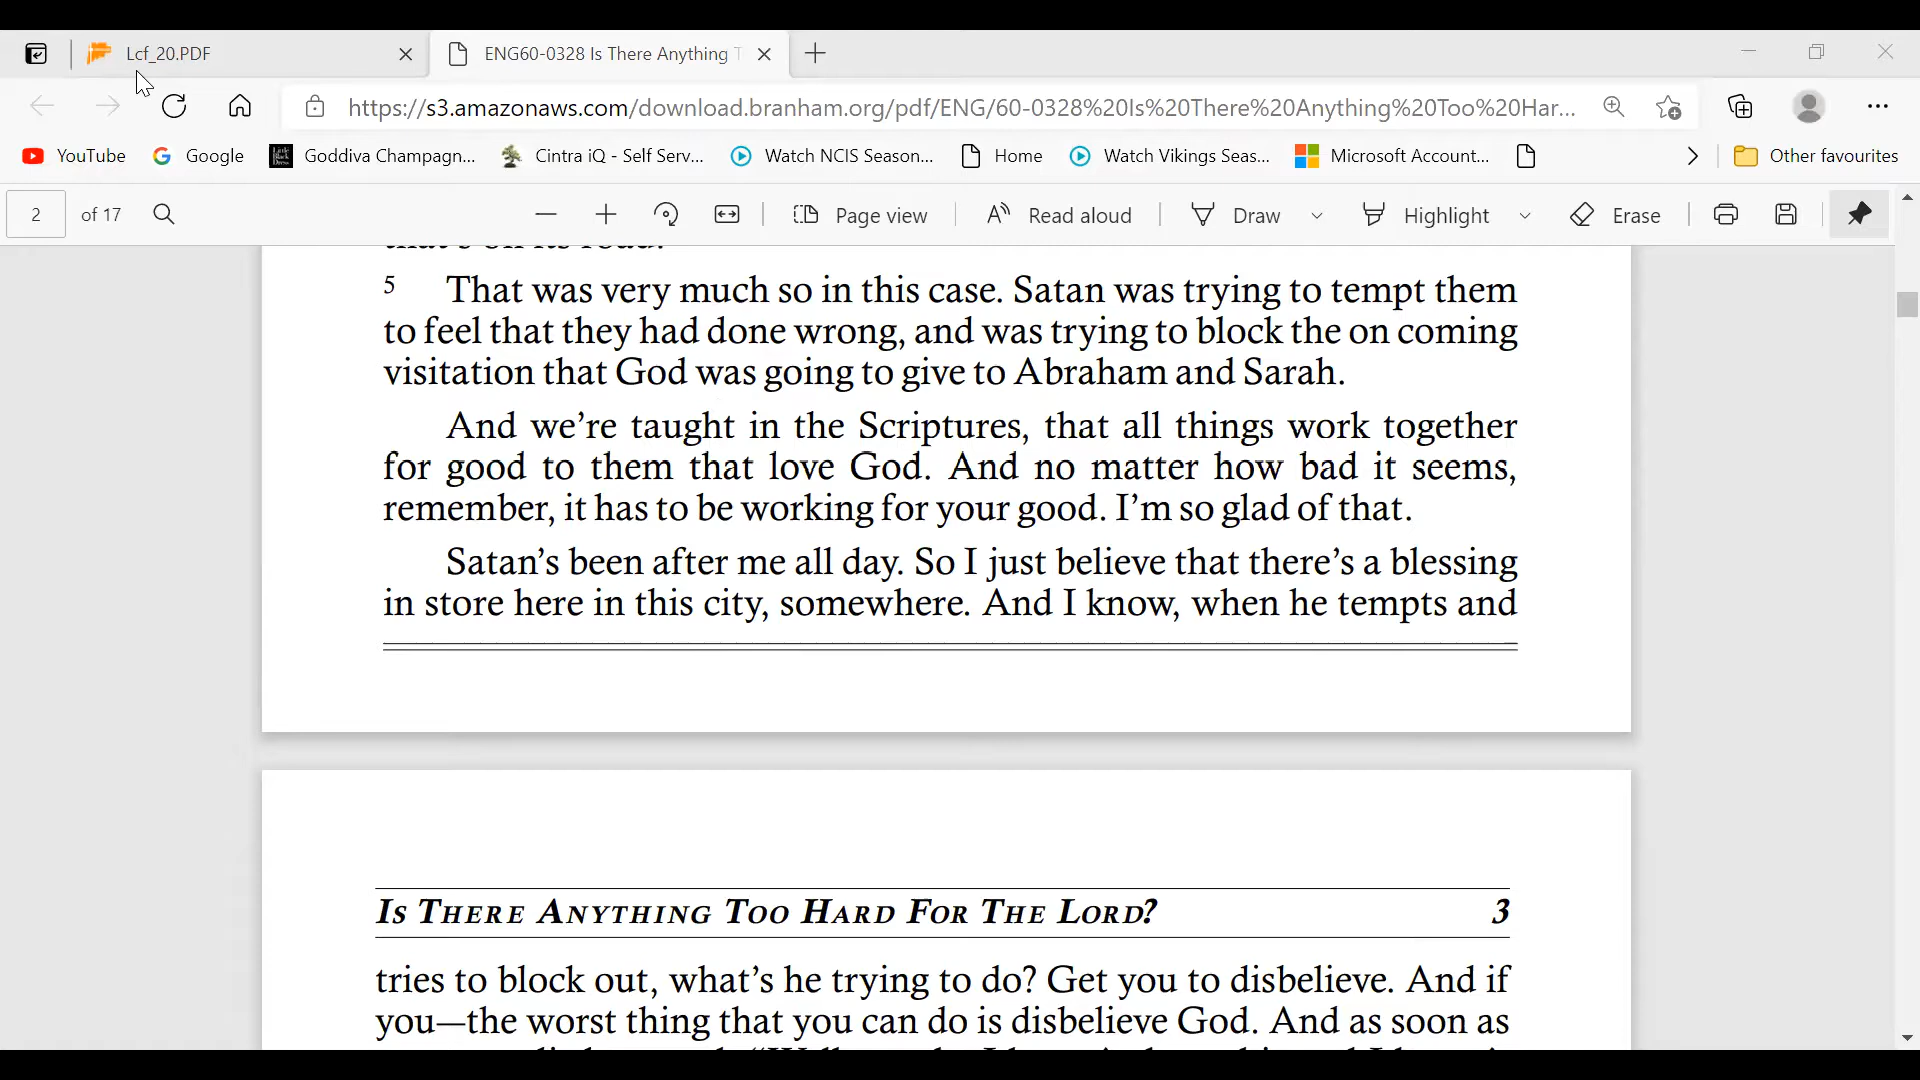 Lcf_20.PDF
ENG60-0328 Is There Anything T
https://s3.amazonaws.com/download.branham.org/pdf/ENG/60-0328%20Is%20There%20Anything%20Too%20Har...
YouTube
Google
Goddiva Champagn...
Cintra iQ - Self Serv...
Watch NCIS Season...
Home
Watch Vikings Seas...
Microsoft Account...
Other favourites
2 of 17
Page view
Read aloud
Draw
Highlight
Erase
5 That was very much so in this case. Satan was trying to tempt them
to feel that they had done wrong, and was trying to block the on coming
visitation that God was going to give to Abraham and Sarah.
And we’re taught in the Scriptures, that all things work together
for good to them that love God. And no matter how bad it seems,
remember, it has to be working for your good. I’m so glad of that.
Satan’s been after me all day. So I just believe that there’s a blessing
in store here in this city, somewhere. And I know, when he tempts and
IS THERE ANYTHING TOO HARD FOR THE LORD? 3
tries to block out, what’s he trying to do? Get you to disbelieve. And if
you—the worst thing that you can do is disbelieve God. And as soon as